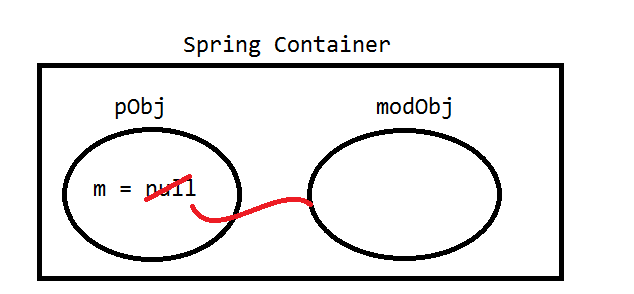 Spring Container
pObj
modObj
m = null